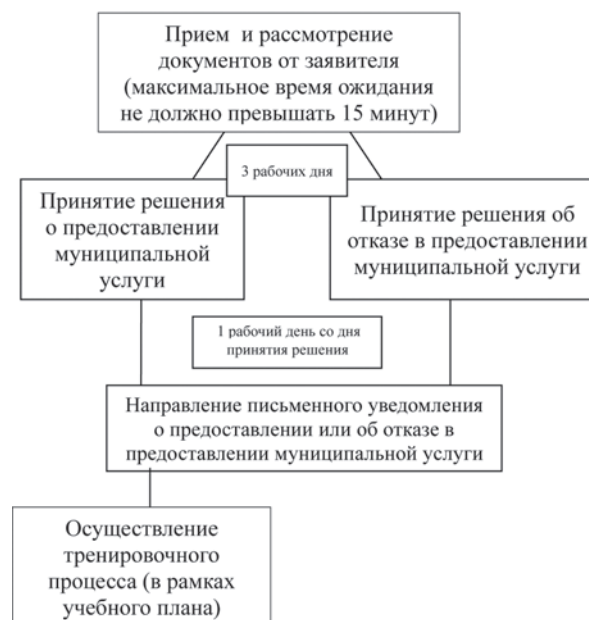 Прием и рассмотрение
документов от заявителя
(максимальное время ожидания
не должно превышать 15 минут)
3 рабочих дня
Принятие решения
о предоставлении
муниципальной
услуги
Принятие решения об
отказе в предоставлении
муниципальной услуги
1 рабочий день со дня
принятия решения
Направление письменного уведомления
о предоставлении или об отказе в
предоставлении муниципальной услуги
Осуществление
тренировочного
процесса (в рамках
учебного плана)